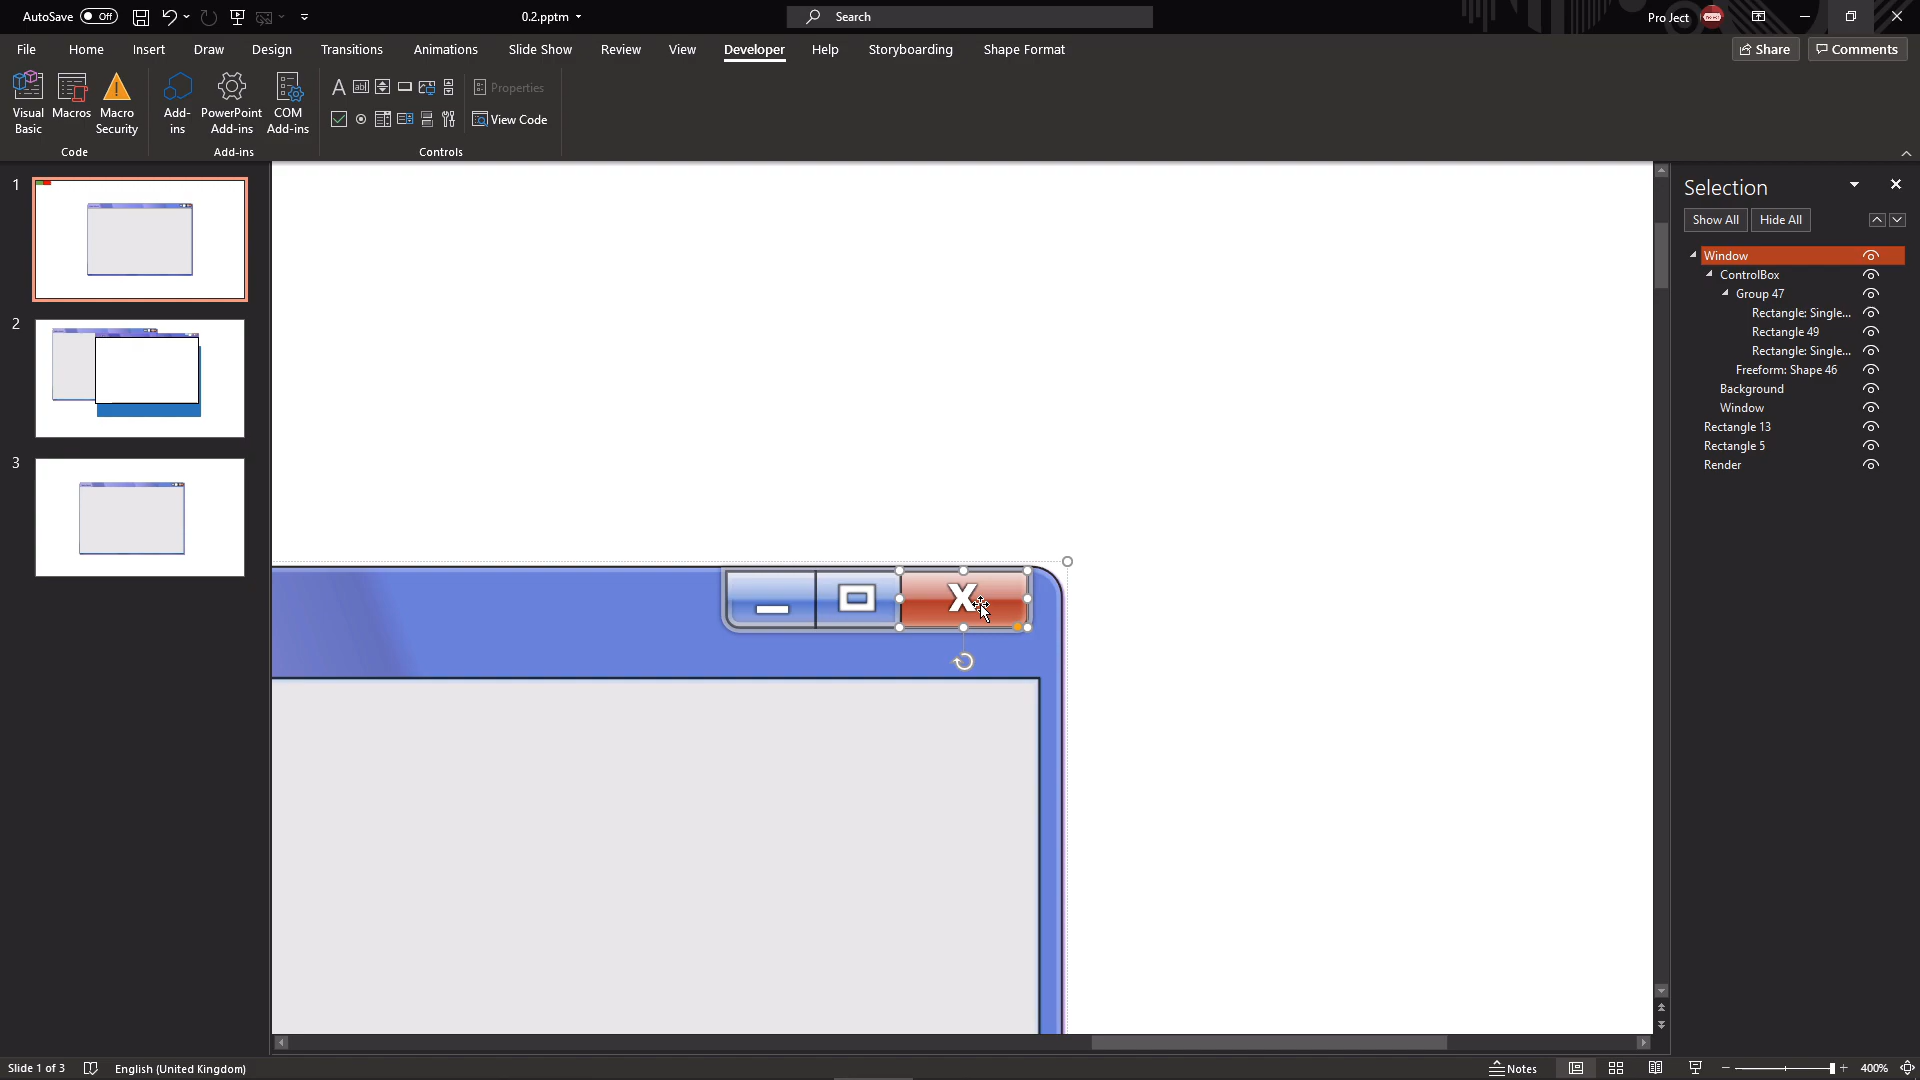 AutoSave Off
0.2.pptm
Search
Pro Ject
File Home Insert Draw Design Transitions Animations Slide Show Review View Developer Help Storyboarding Shape Format
Share Comments
Visual Basic
Macros
Macro Security
Code
Add-ins
PowerPoint Add-ins
COM Add-ins
Add-ins
Properties
View Code
Controls
1
2
3
X
Selection
Show All Hide All
Window
ControlBox
Group 47
Rectangle: Single...
Rectangle 49
Rectangle: Single...
Freeform: Shape 46
Background
Window
Rectangle 13
Rectangle 5
Render
Slide 1 of 3 English (United Kingdom) Notes 400%